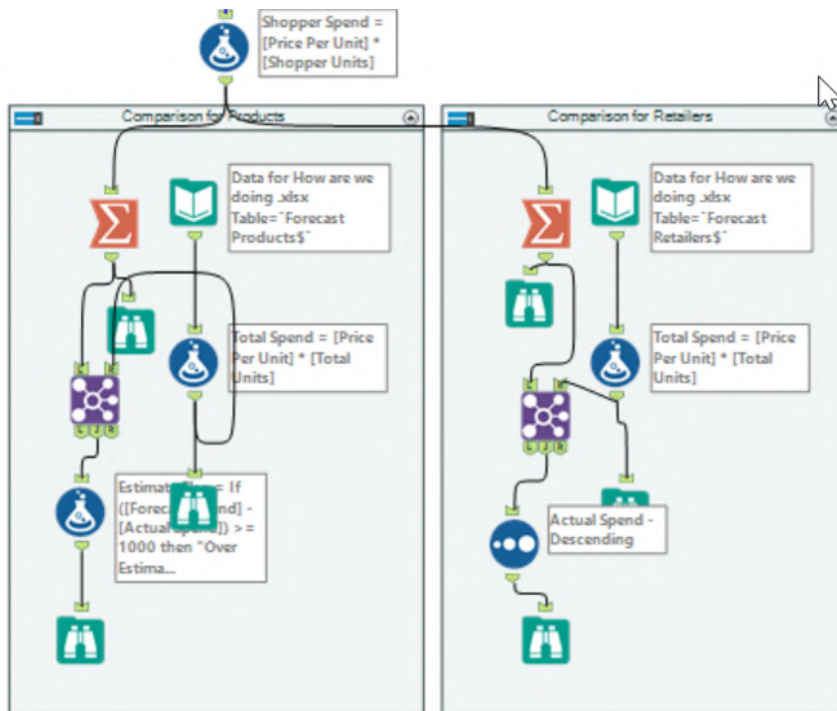 Shopper Spend =
[Price Per Unit] *
[Shopper Units]
Comparison for Products
Data for How are we
doing .xlsx
Table=`Forecast
Products$`
Total Spend = [Price
Per Unit] * [Total
Units]
L R
L J R
= If
([Foreca
] -
[Actual
]) >=
1000 then "Over
Estima...
Comparison for Retailers
Data for How are we
doing .xlsx
Table=`Forecast
Retailers$`
Total Spend = [Price
Per Unit] * [Total
Units]
L R
L J R
Actual Spend -
Descending